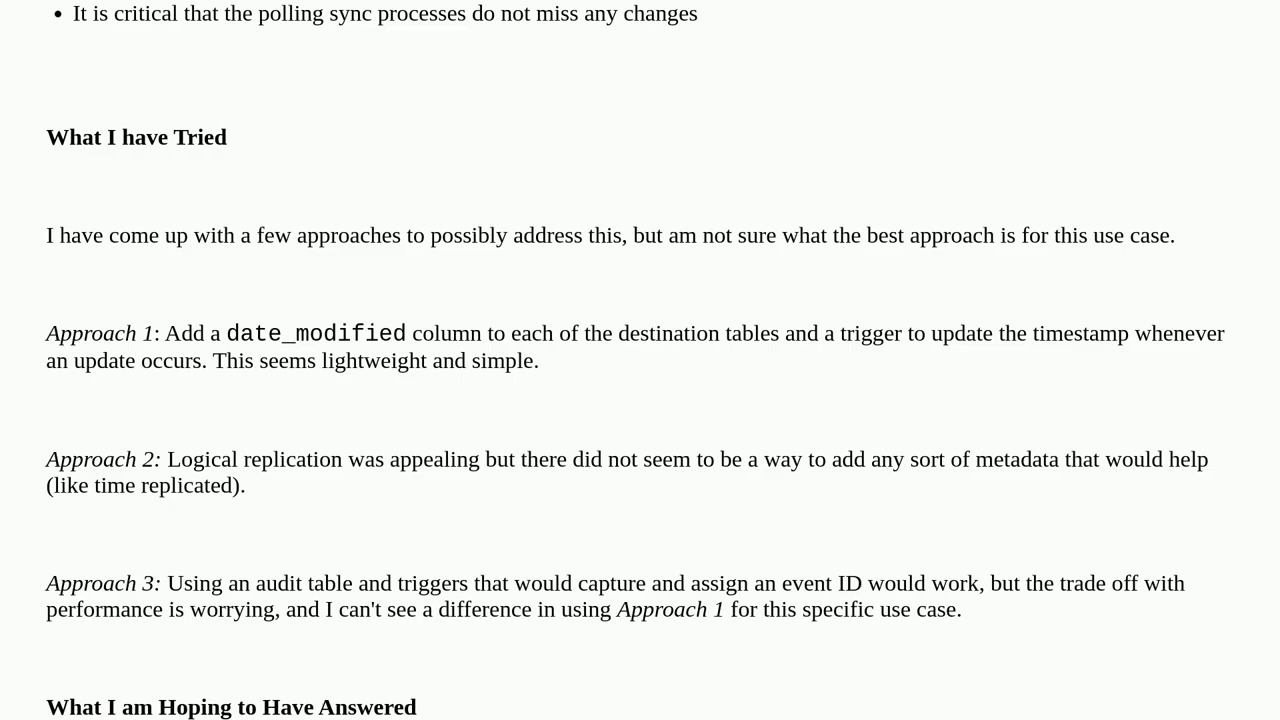 • It is critical that the polling sync processes do not miss any changes
What I have Tried
I have come up with a few approaches to possibly address this, but am not sure what the best approach is for this use case.
Approach 1: Add a date_modified column to each of the destination tables and a trigger to update the timestamp whenever
an update occurs. This seems lightweight and simple.
Approach 2: Logical replication was appealing but there did not seem to be a way to add any sort of metadata that would help
(like time replicated).
Approach 3: Using an audit table and triggers that would capture and assign an event ID would work, but the trade off with
performance is worrying, and I can't see a difference in using Approach 1 for this specific use case.
What I am Hoping to Have Answered